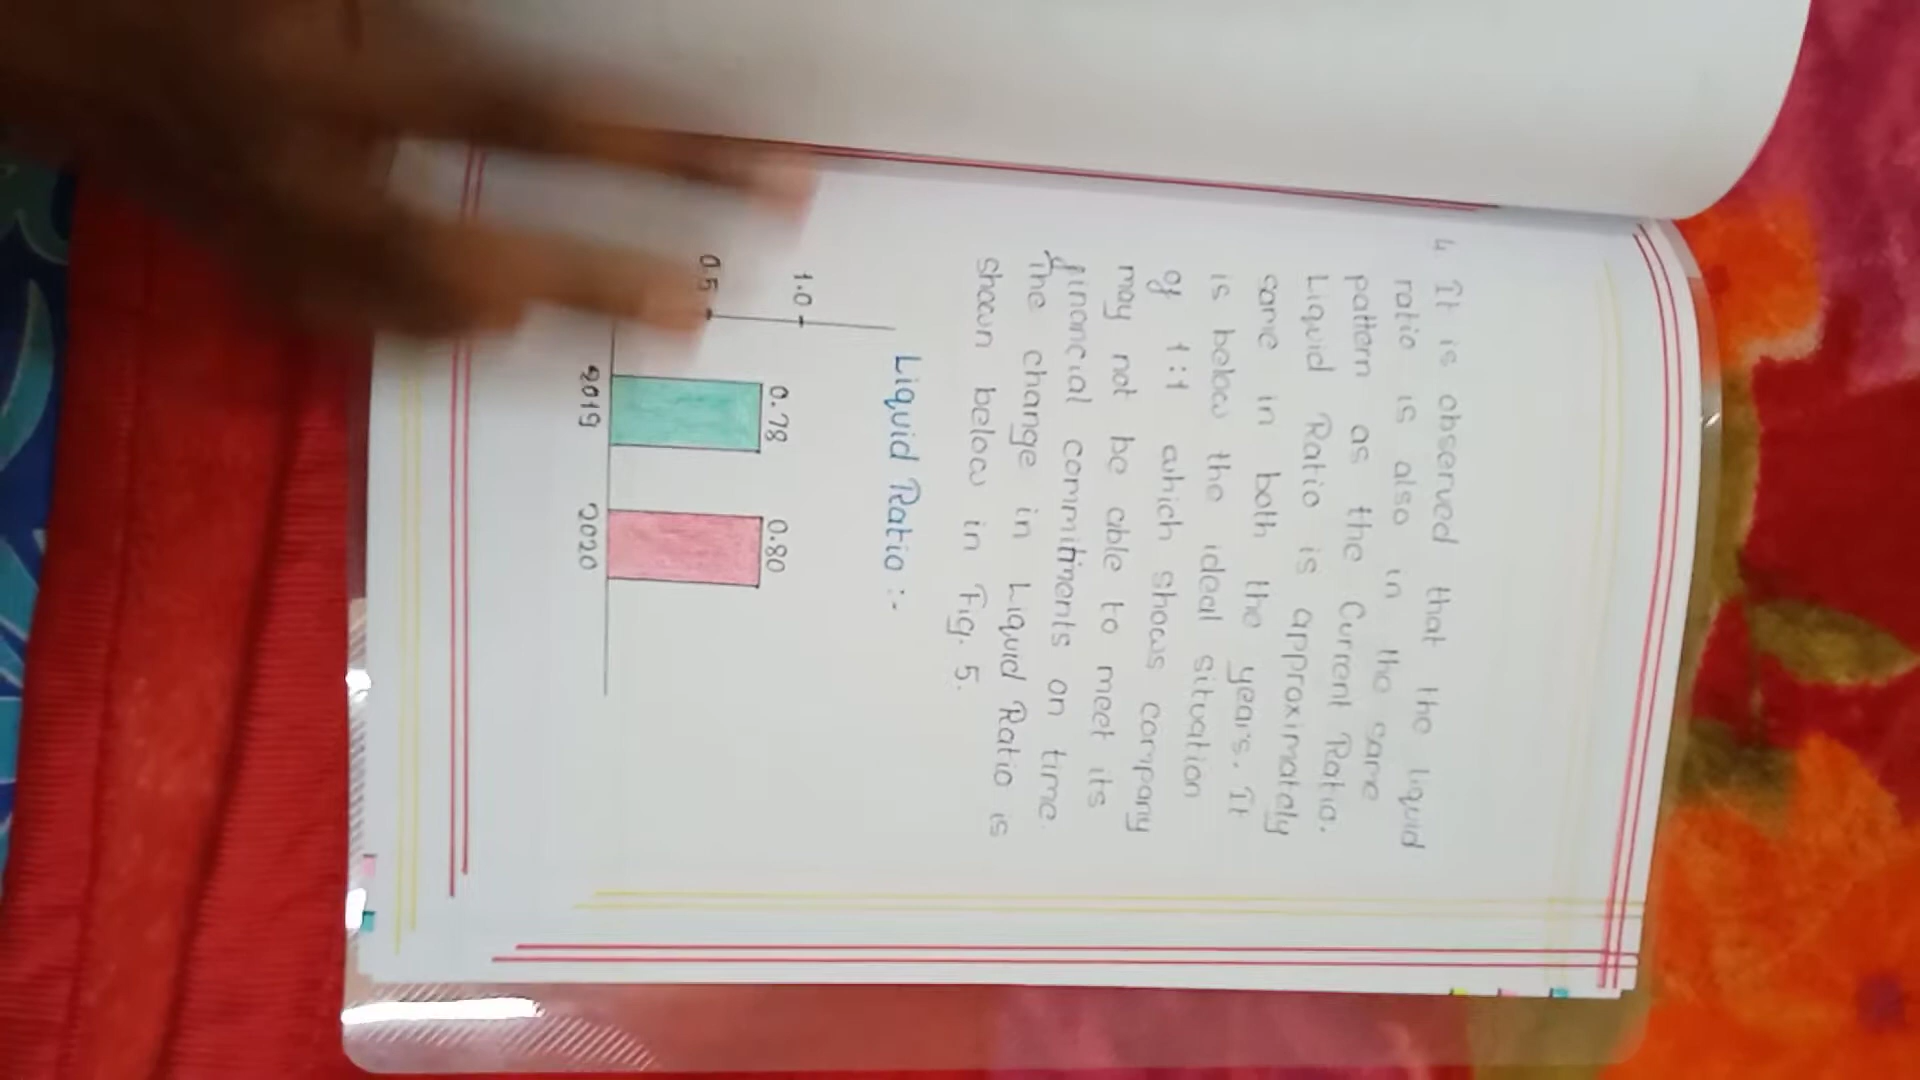 4 It is observed that the liquid
ratio is also in the same
pattern as the Current Ratio.
Liquid Ratio is approximately
same in both the years. It
is below the ideal situation
of 1:1 which shows company
may not be able to meet its
financial commitments on time.
The change in Liquid Ratio is
shown below in Fig. 5.
Liquid Ratio :-
1.0
0.78 0.80
0.5
2019 2020